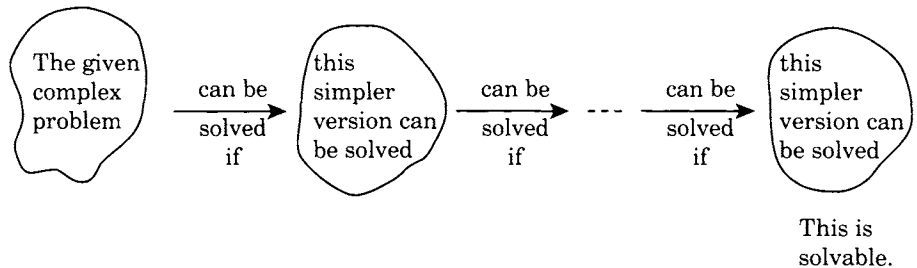 The given
complex
problem
can be
solved
if
this
simpler
version can
be solved
can be
solved
if
can be
solved
if
this
simpler
version can
be solved
This is
solvable.